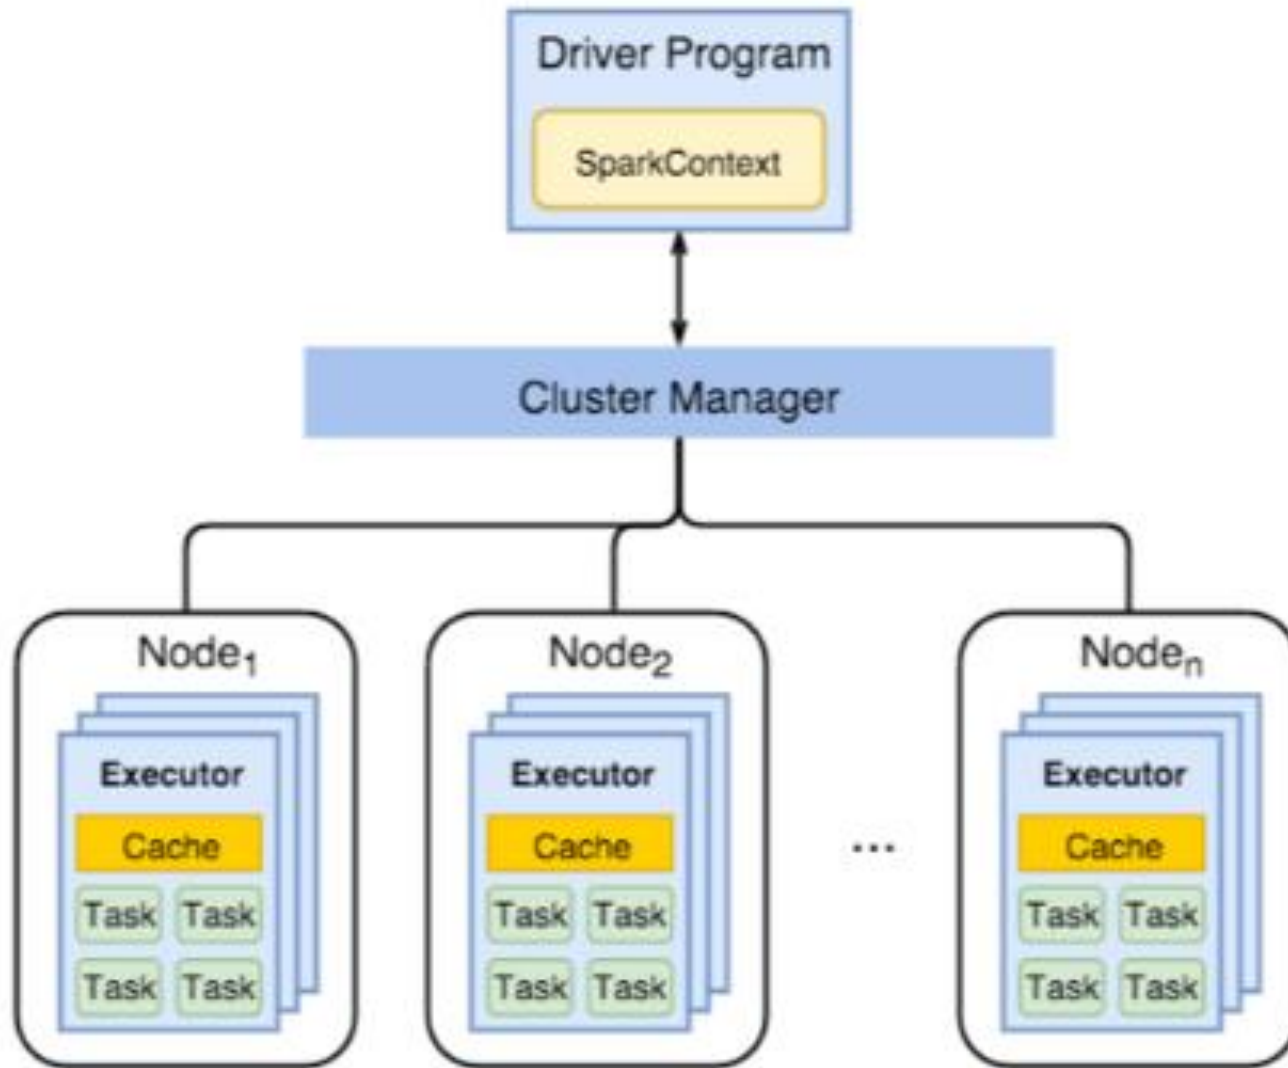 Driver Program
SparkContext
Cluster Manager
Node₁
Executor
Cache
Task Task
Task Task
Node₂
Executor
Cache
Task Task
Task Task
...
Nodeₙ
Executor
Cache
Task Task
Task Task